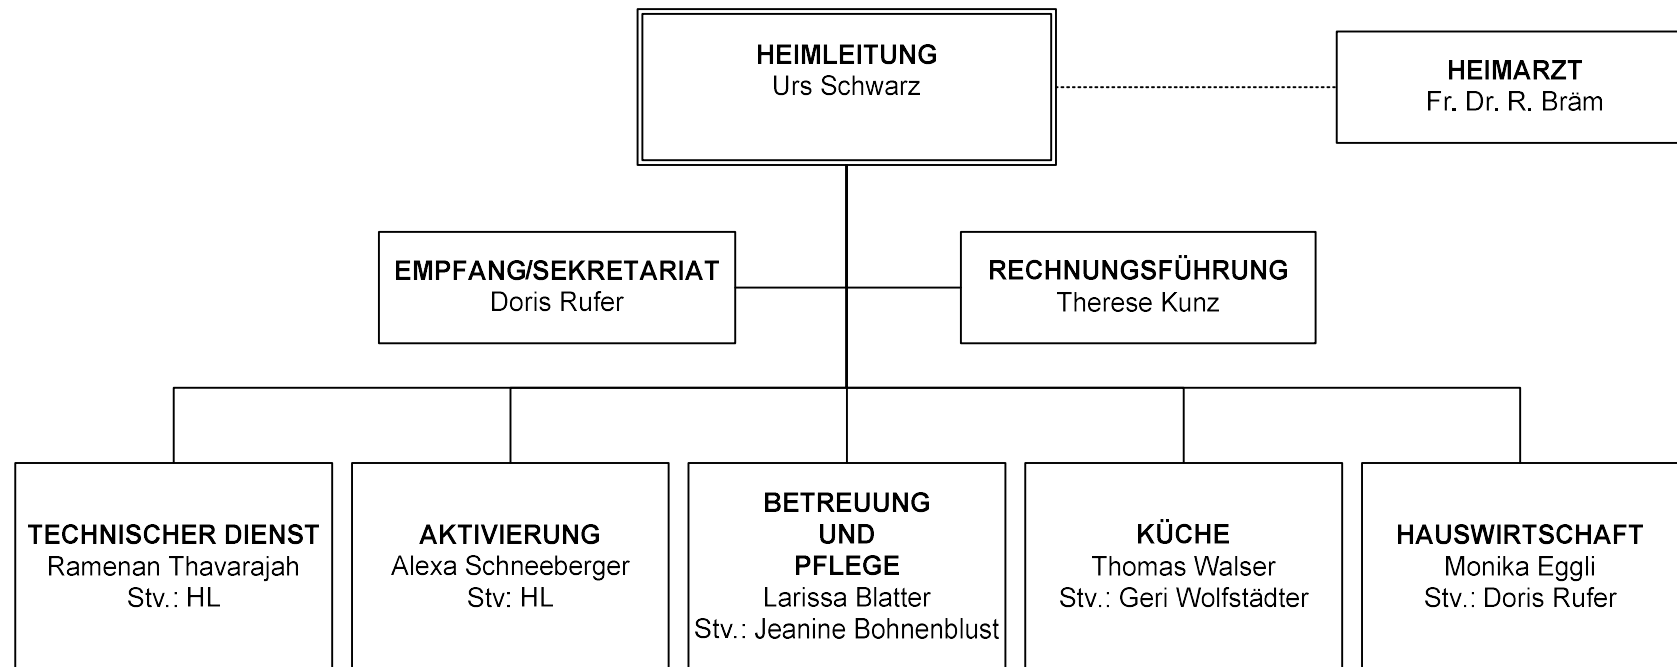 HEIMLEITUNG
Urs Schwarz
HEIMARZT
Fr. Dr. R. Bräm
EMPFANG/SEKRETARIAT
Doris Rufer
RECHNUNGSFÜHRUNG
Therese Kunz
TECHNISCHER DIENST
Ramenan Thavarajah
Stv.: HL
AKTIVIERUNG
Alexa Schneeberger
Stv: HL
BETREUUNG
UND
PFLEGE
Larissa Blatter
Stv.: Jeanine Bohnenblust
KÜCHE
Thomas Walser
Stv.: Geri Wolfstädter
HAUSWIRTSCHAFT
Monika Eggli
Stv.: Doris Rufer